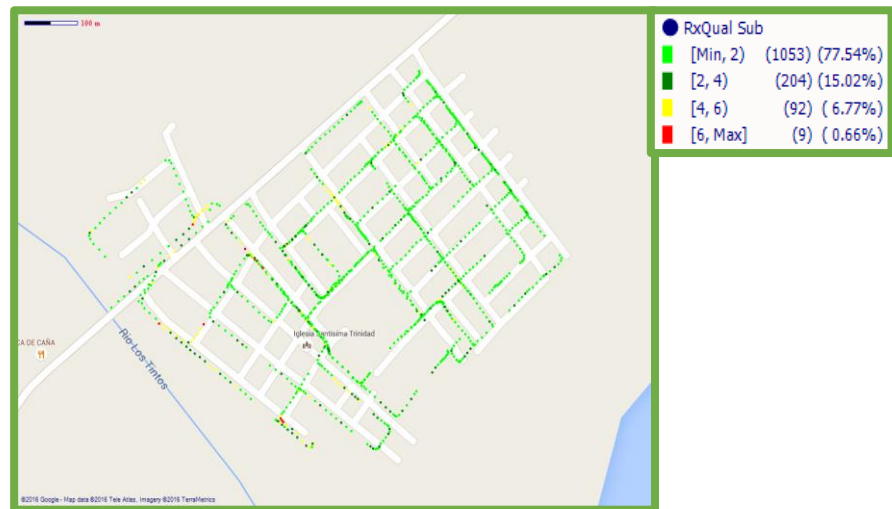 100 m
RxQual Sub
[Min, 2) (1053) (77.54%)
[2, 4) (204) (15.02%)
[4, 6) (92) ( 6.77%)
[6, Max] (9) ( 0.66%)
Iglesia Santisima Trinidad
CA DE CAÑA
Rio Los Tintos
©2016 Google - Map data ©2016 Tele Atlas, Imagery ©2016 TerraMetrics